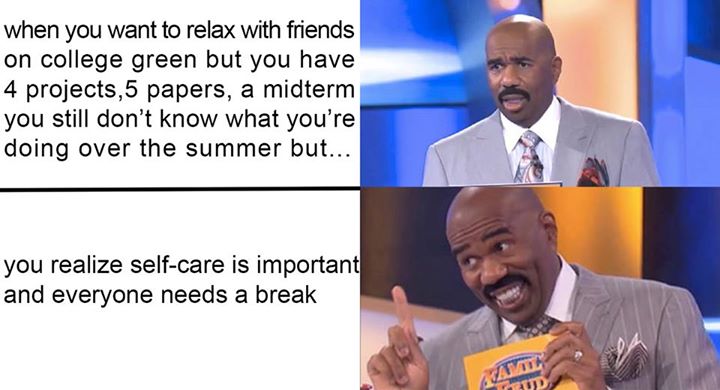 when you want to relax with friends
on college green but you have
4 projects,5 papers, a midterm
you still don't know what you're
doing over the summer but...
you realize self-care is important
and everyone needs a break
FAMILY
FEUD